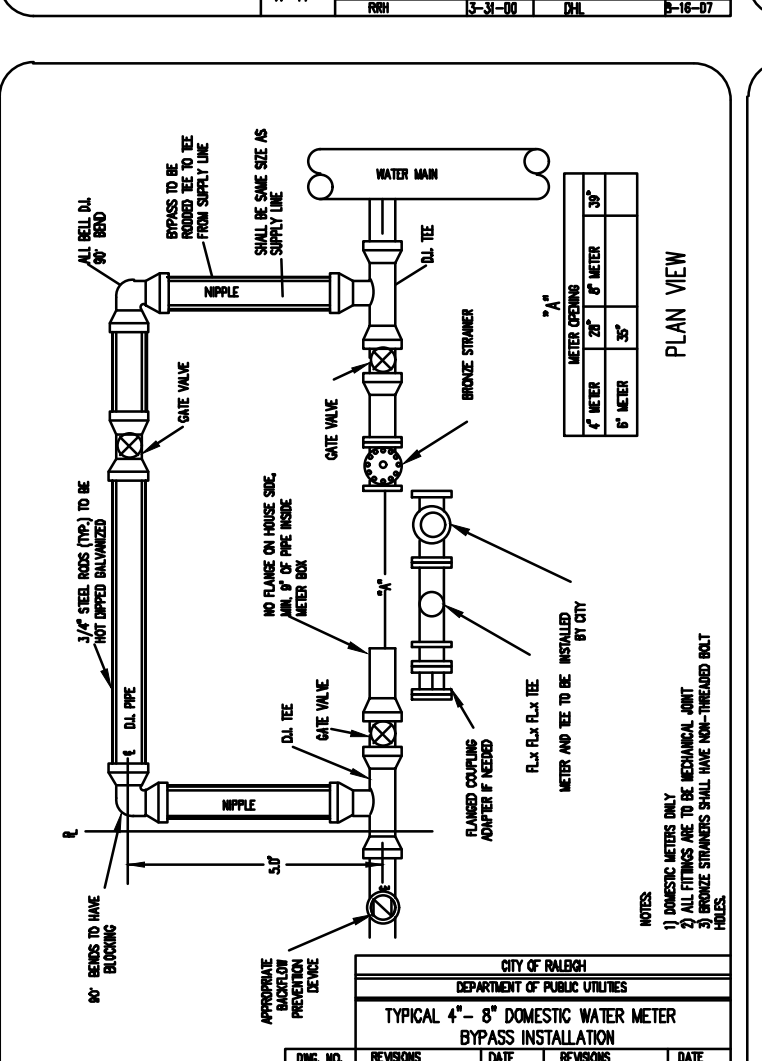 RRH 3-31-00 DHL 8-16-07
ALL BELL D.I.
90° BEND
BYPASS TO BE
RODDED TEE TO TEE
FROM SUPPLY LINE
SHALL BE SAME SIZE AS
SUPPLY LINE
WATER MAIN
NIPPLE
D.I. TEE
GATE VALVE
GATE VALVE
BRONZE STRAINER
3/4" STEEL RODS (TYP.) TO BE
HOT DIPPED GALVANIZED
NO FLANGE ON HOUSE SIDE,
MIN. 9" OF PIPE INSIDE
METER BOX
"A"
D.I. PIPE
D.I. TEE
GATE VALVE
NIPPLE
5.0'
90° BENDS TO HAVE
BLOCKING
APPROPRIATE
BACKFLOW
PREVENTION
DEVICE
FLANGED COUPLING
ADAPTER IF NEEDED
FL.x FL.x FL.x TEE
METER AND TEE TO BE INSTALLED
BY CITY
"A"
METER OPENING
4" METER 28" 8" METER 39"
6" METER 35"
PLAN VIEW
NOTES:
1) DOMESTIC METERS ONLY
2) ALL FITTINGS ARE TO BE MECHANICAL JOINT
3) BRONZE STRAINERS SHALL HAVE NON-THREADED BOLT
HOLES.
CITY OF RALEIGH
DEPARTMENT OF PUBLIC UTILITIES
TYPICAL 4"- 8" DOMESTIC WATER METER
BYPASS INSTALLATION
DWG. NO. REVISIONS DATE REVISIONS DATE